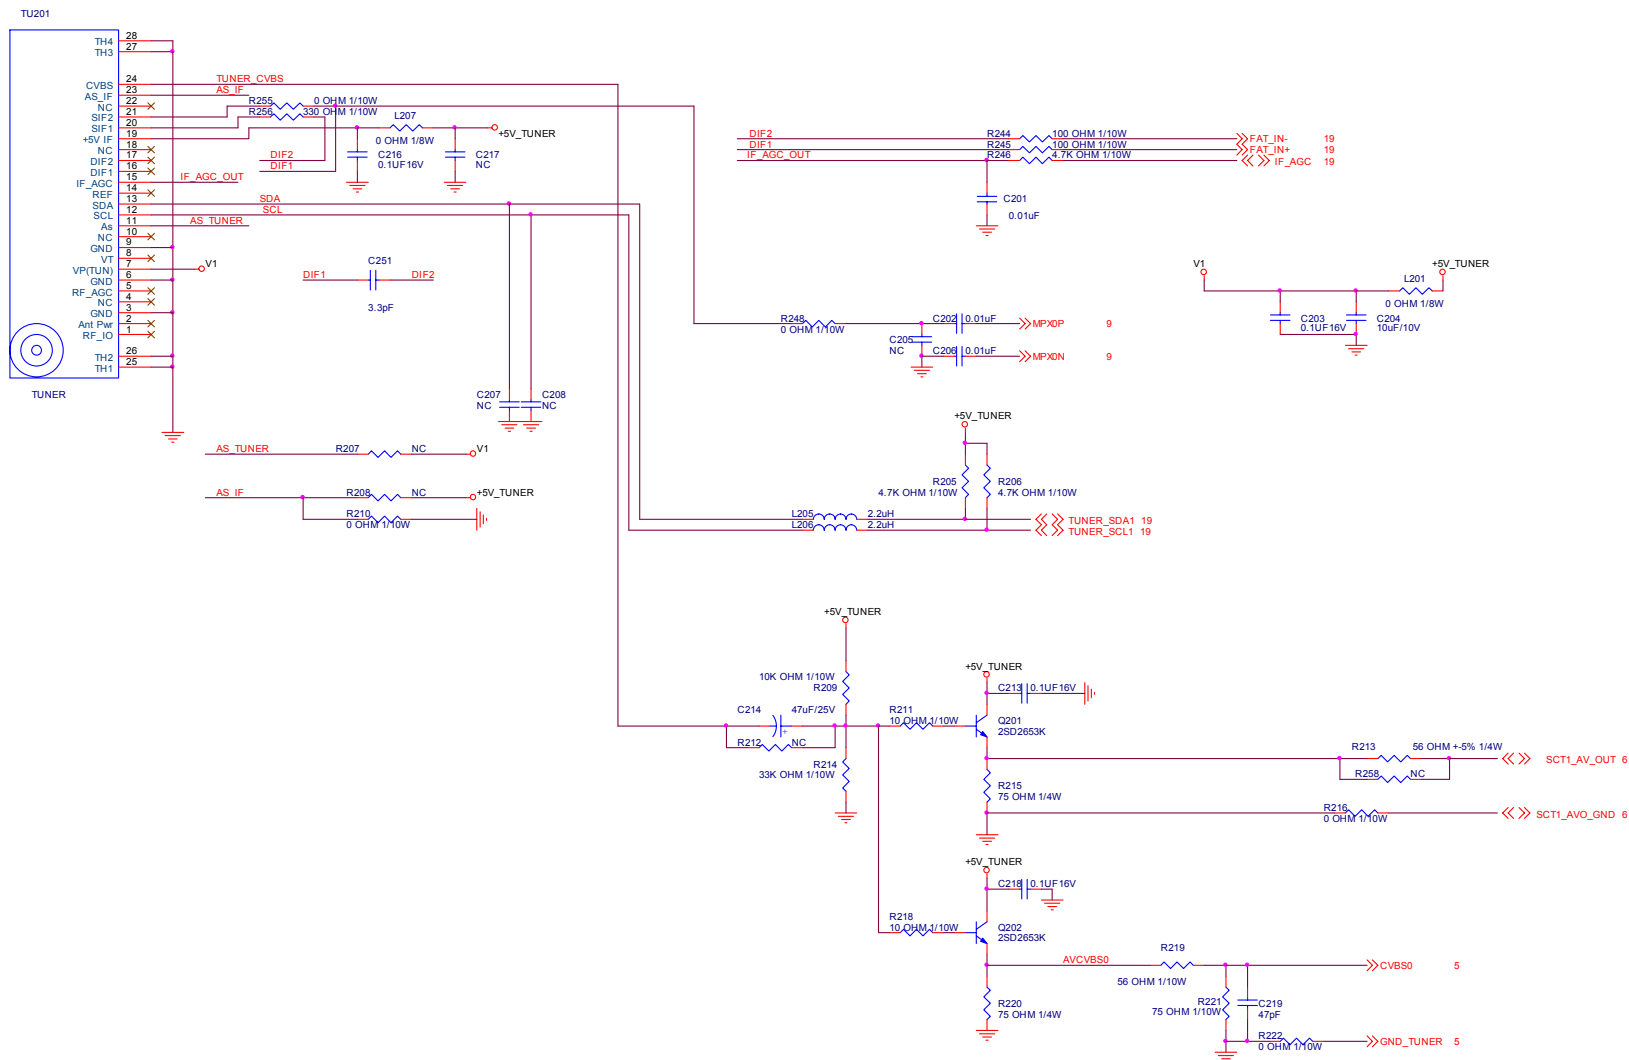 TU201
TH4 28
TH3 27
CVBS 24 TUNER_CVBS
AS_IF 23 AS_IF
NC 22
SIF2 21
SIF1 20
+5V IF 19
NC 18
DIF2 17
DIF1 16
IF_AGC 15 IF_AGC_OUT
REF 14
SDA 13 SDA
SCL 12 SCL
As 11 AS_TUNER
NC 10
GND 9
VT 8
VP(TUN) 7 V1
GND 6
RF_AGC 5
NC 4
GND 3
Ant Pwr 2
RF_IO 1
TH2 26
TH1 25
TUNER
R255 0 OHM 1/10W
R256 330 OHM 1/10W
L207
0 OHM 1/8W
+5V_TUNER
C216
0.1UF16V
C217
NC
DIF2
DIF1
DIF1 C251 DIF2
3.3pF
DIF2 R244 100 OHM 1/10W FAT_IN- 19
DIF1 R245 100 OHM 1/10W FAT_IN+ 19
IF_AGC_OUT R246 4.7K OHM 1/10W IF_AGC 19
C201
0.01uF
V1 +5V_TUNER
L201
0 OHM 1/8W
C203
0.1UF16V
C204
10uF/10V
R248
0 OHM 1/10W
C202 0.01uF MPX0P 9
C205
NC
C206 0.01uF MPX0N 9
C207
NC
C208
NC
AS_TUNER R207 NC V1
AS_IF R208 NC +5V_TUNER
R210
0 OHM 1/10W
+5V_TUNER
R205
4.7K OHM 1/10W
R206
4.7K OHM 1/10W
L205 2.2uH TUNER_SDA1 19
L206 2.2uH TUNER_SCL1 19
+5V_TUNER
10K OHM 1/10W
R209
C214 47uF/25V
R212 NC
R214
33K OHM 1/10W
R211
10 OHM 1/10W
+5V_TUNER
C213 0.1UF16V
Q201
2SD2653K
R215
75 OHM 1/4W
R213 56 OHM +-5% 1/4W
R258 NC
SCT1_AV_OUT 6
R216
0 OHM 1/10W
SCT1_AVO_GND 6
+5V_TUNER
C218 0.1UF16V
R218
10 OHM 1/10W
Q202
2SD2653K
AVCVBS0
R219
56 OHM 1/10W
CVBS0 5
R220
75 OHM 1/4W
R221
75 OHM 1/10W
C219
47pF
R222
0 OHM 1/10W
GND_TUNER 5